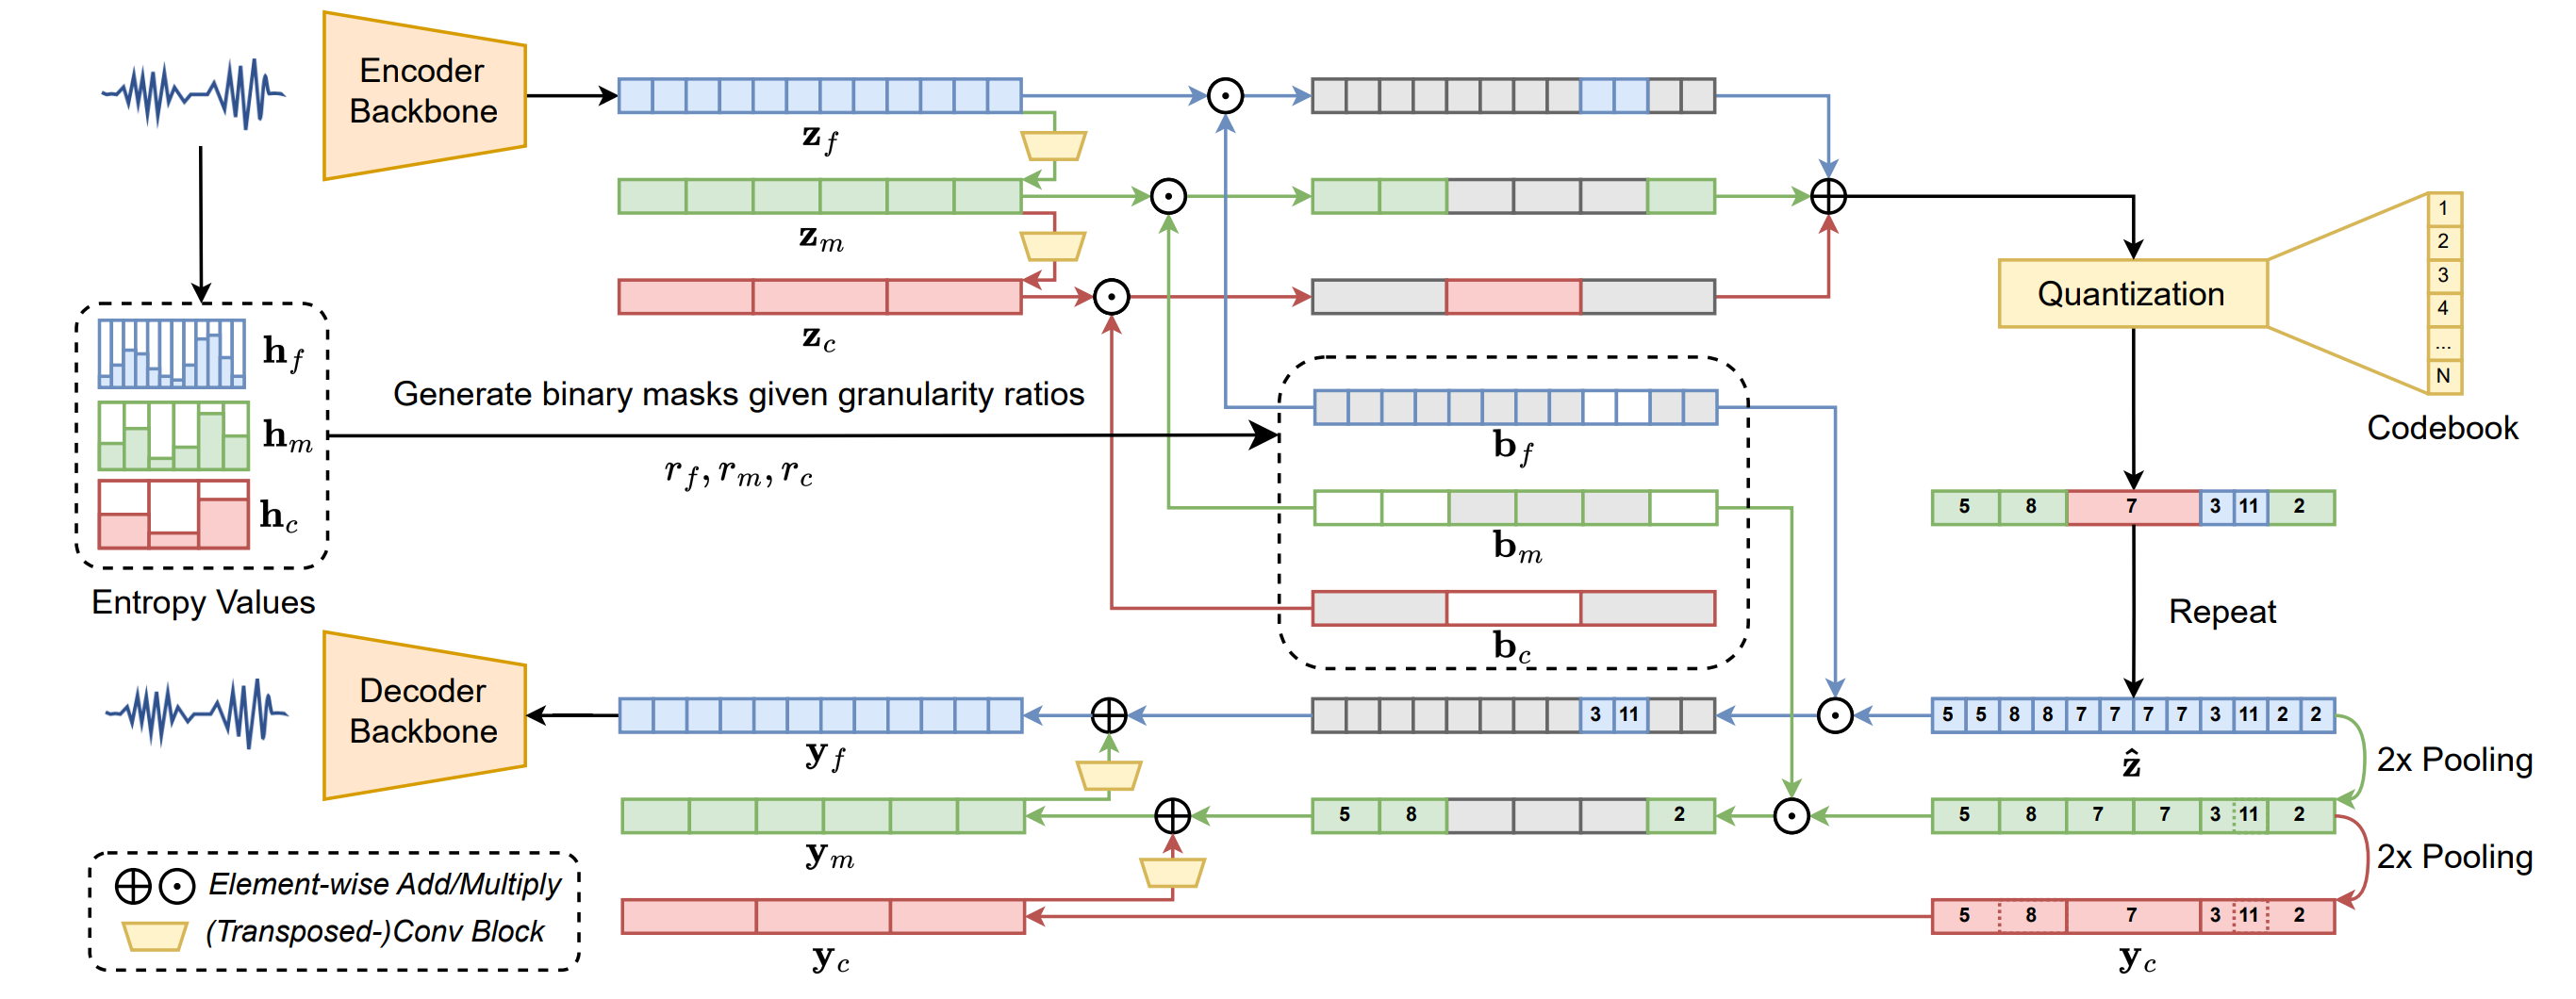 Encoder
Backbone
z_f
z_m
z_c
h_f
h_m
h_c
Entropy Values
Generate binary masks given granularity ratios
r_f, r_m, r_c
b_f
b_m
b_c
Quantization
1
2
3
4
...
N
Codebook
5 8 7 3 11 2
Repeat
5 5 8 8 7 7 7 7 3 11 2 2
ẑ
2x Pooling
5 8 7 7 3 11 2
2x Pooling
5 8 7 3 11 2
y_c
3 11
5 8 2
Decoder
Backbone
y_f
y_m
y_c
Element-wise Add/Multiply
(Transposed-)Conv Block